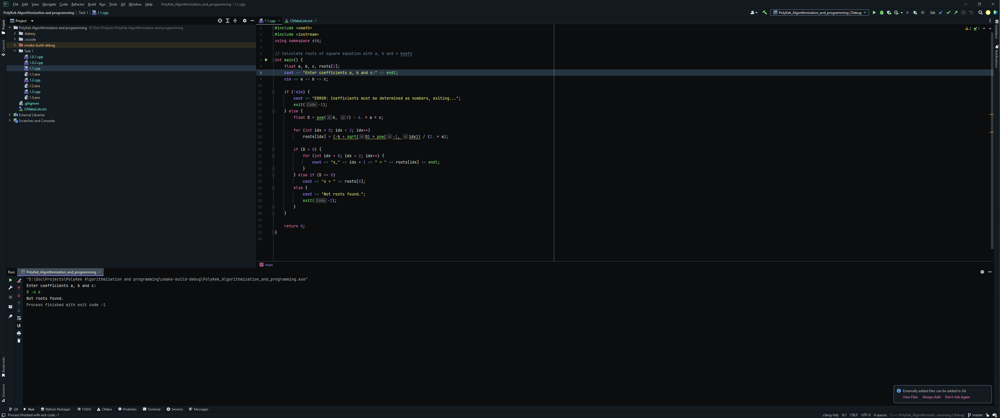 CL File Edit View Navigate Code Refactor Build Run Tools Git Window Help PolyKek_Algorithmization_and_programming - 1.1.cpp
PolyKek Algorithmization and programming Task 1 1.1.cpp
PolyKek_Algorithmization_and_programming | Debug
Git:
Project
Commit
Bookmarks
Structure
Database
Notifications
Project
PolyKek Algorithmization and programming D:\Doc\Projects\PolyKek Algorithmization and programming
.history
.vscode
cmake-build-debug
Task 1
1.0.1.cpp
1.0.2.cpp
1.1.cpp
1.1.exe
1.2.cpp
1.2.exe
1.3.cpp
1.3.exe
.gitignore
CMakeLists.txt
External Libraries
Scratches and Consoles
1.1.cpp CMakeLists.txt
2 1
1 #include <cmath>
2 #include <iostream>
3 using namespace std;
4
5 // Calculate roots of square equation with a, b and c koefs
6 int main() {
7 float a, b, c, roots[2];
8 cout << "Enter coefficients a, b and c:" << endl;
9 cin >> a >> b >> c;
10
11 if (!cin) {
12 cout << "ERROR: Coefficients must be determined as numbers, exiting...";
13 exit( Code: -1);
14 } else {
15 float D = pow( x: b, y: 2) - 4. * a * c;
16
17 for (int idx = 0; idx < 2; idx++)
18 roots[idx] = (-b + sqrt( x: D) * pow( x: -1, y: idx)) / (2. * a);
19
20 if (D > 0) {
21 for (int idx = 0; idx < 2; idx++) {
22 cout << "x_" << idx + 1 << " = " << roots[idx] << endl;
23 }
24 } else if (D == 0)
25 cout << "x = " << roots[0];
26 else {
27 cout << "Not roots found.";
28 exit( Code: -1);
29 }
30 }
31
32 return 0;
33 }
34
f main
Run: PolyKek_Algorithmization_and_programming
"D:\Doc\Projects\PolyKek Algorithmization and programming\cmake-build-debug\PolyKek_Algorithmization_and_programming.exe"
Enter coefficients a, b and c:
5 -4 6
Not roots found.
Process finished with exit code -1
Externally added files can be added to Git
View Files Always Add Don't Ask Again
Git Run Python Packages TODO CMake Problems Terminal Services Messages
Process finished with exit code -1
.clang-tidy 6:1 CRLF UTF-8 4 spaces C++: PolyKek_Algorithmizati...ramming | Debug master